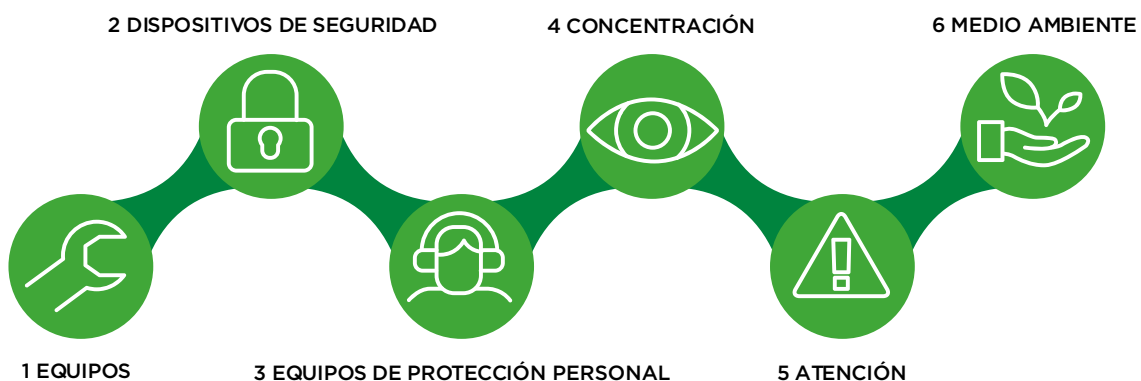 2 DISPOSITIVOS DE SEGURIDAD
4 CONCENTRACIÓN
6 MEDIO AMBIENTE
1 EQUIPOS
3 EQUIPOS DE PROTECCIÓN PERSONAL
5 ATENCIÓN